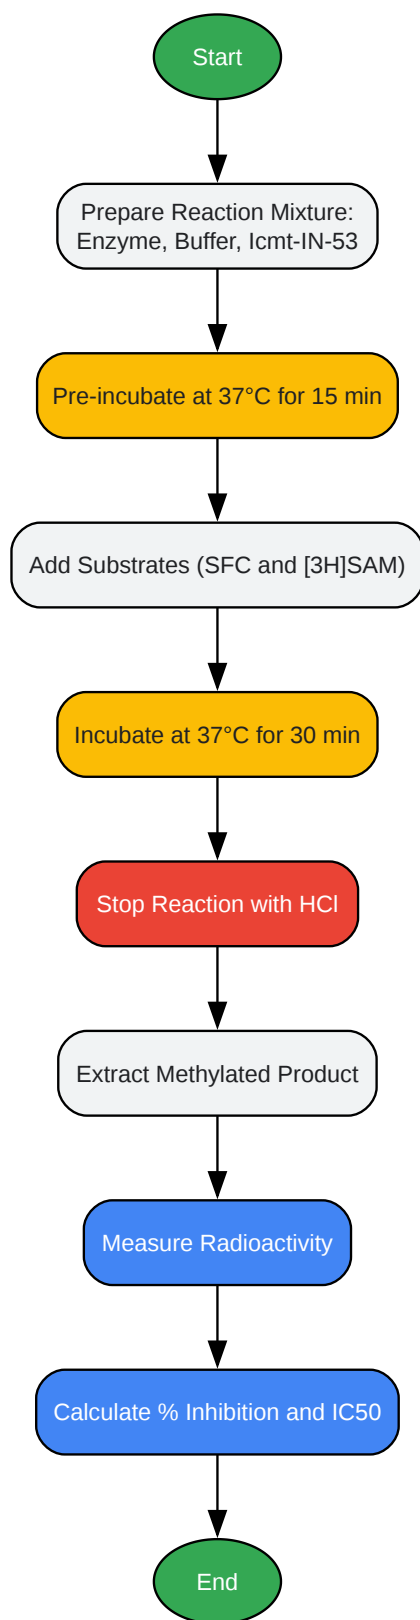 Start
Prepare Reaction Mixture:
Enzyme, Buffer, Icmt-IN-53
Pre-incubate at 37°C for 15 min
Add Substrates (SFC and [3H]SAM)
Incubate at 37°C for 30 min
Stop Reaction with HCl
Extract Methylated Product
Measure Radioactivity
Calculate % Inhibition and IC50
End